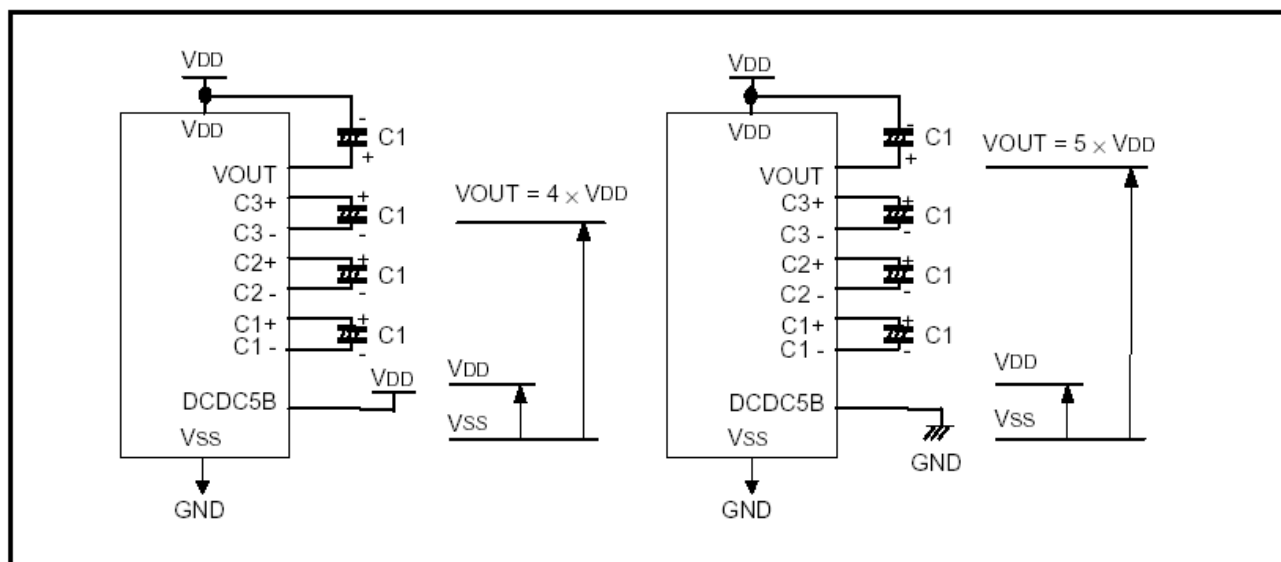 VDD
VDD
- C1
+
VOUT
C3+ + C1
C3 - -
C2+ + C1
C2 - -
C1+ + C1
C1 - -
DCDC5B VDD
VSS
GND
VOUT = 4 × VDD
VDD
VSS
VDD
VDD
- C1
+
VOUT
C3+ + C1
C3 - -
C2+ + C1
C2 - -
C1+ + C1
C1 - -
DCDC5B
GND
VSS
GND
VOUT = 5 × VDD
VDD
VSS